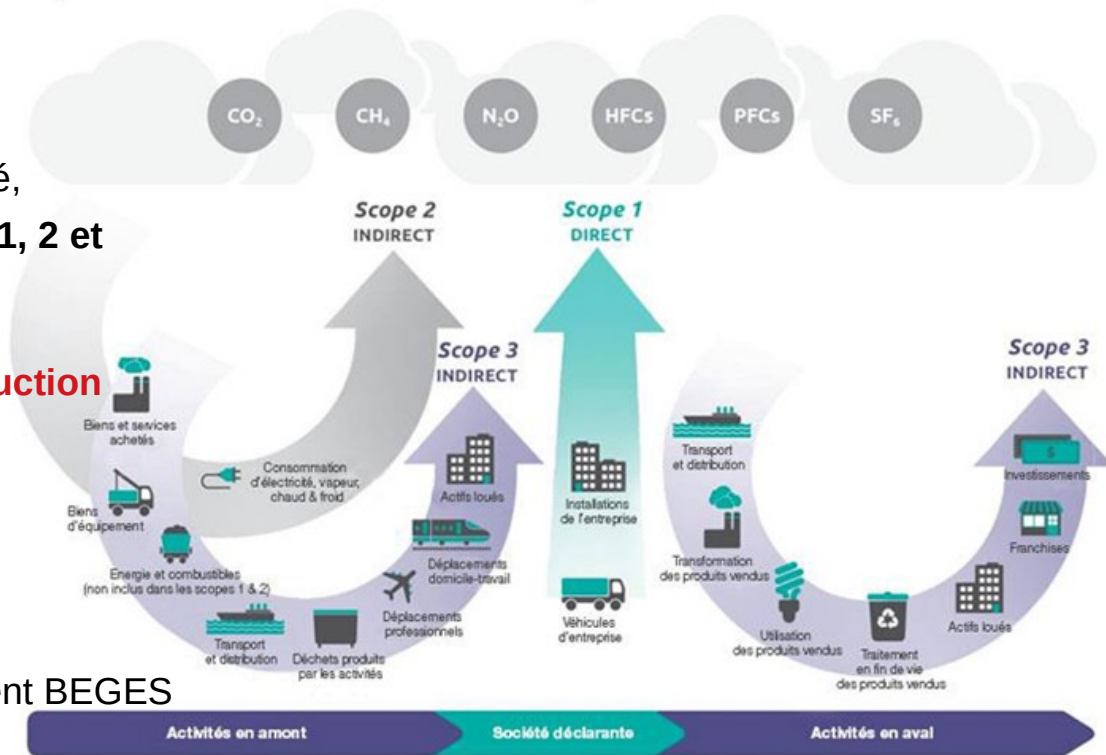 CO₂
CH₄
N₂O
HFCs
PFCs
SF₆
é,
1, 2 et
uction
ent BEGES
Scope 2
INDIRECT
Scope 1
DIRECT
Scope 3
INDIRECT
Scope 3
INDIRECT
Biens et services
achetés
Biens
d'équipement
Energie et combustibles
(non inclus dans les scopes 1 & 2)
Transport
et distribution
Déchets produits
par les activités
Déplacements
professionnels
Déplacements
domicile-travail
Actifs loués
Consommation
d'électricité, vapeur,
chaud & froid
Installations
de l'entreprise
Véhicules
d'entreprise
Transport
et distribution
Transformation
des produits vendus
Utilisation
des produits vendus
Traitement
en fin de vie
des produits vendus
Actifs loués
Franchises
$
Investissements
Activités en amont
Société déclarante
Activités en aval